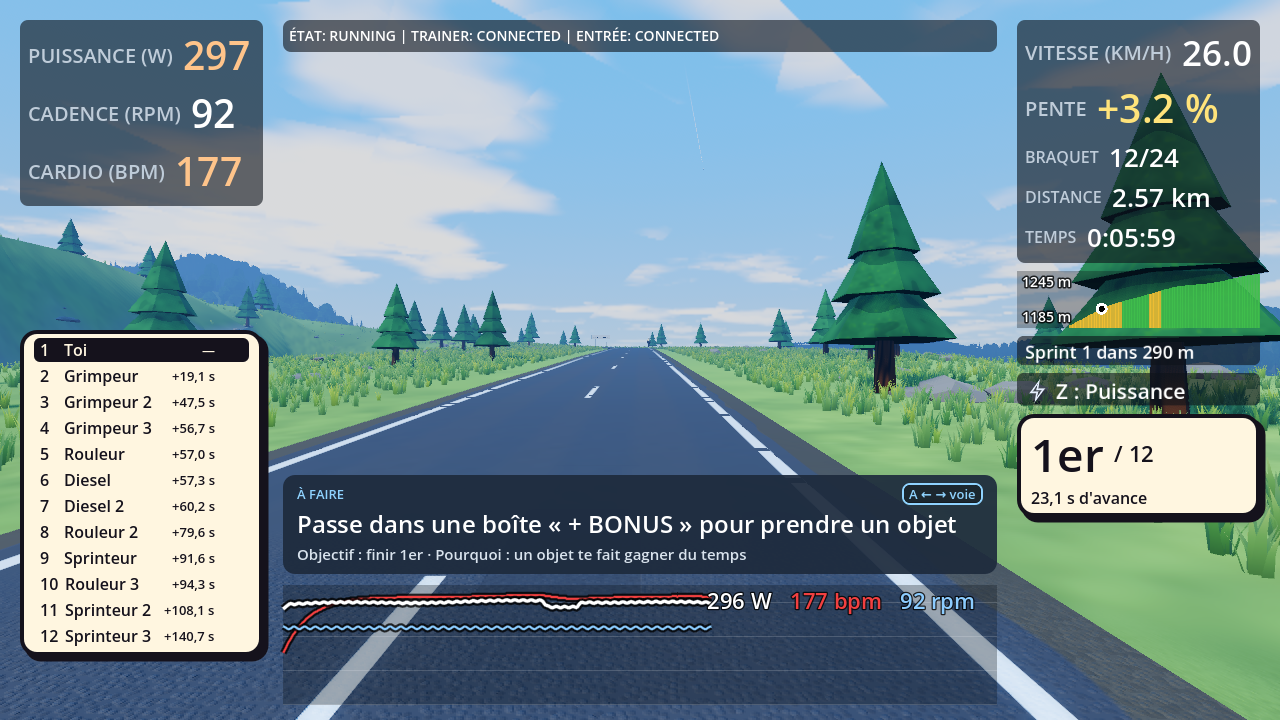 PUISSANCE (W) 297
CADENCE (RPM) 92
CARDIO (BPM) 177
ÉTAT: RUNNING | TRAINER: CONNECTED | ENTRÉE: CONNECTED
VITESSE (KM/H) 26.0
PENTE +3.2 %
BRAQUET 12/24
DISTANCE 2.57 km
TEMPS 0:05:59
1245 m
1185 m
Sprint 1 dans 290 m
Z : Puissance
1er / 12
23,1 s d'avance
1 Toi —
2 Grimpeur +19,1 s
3 Grimpeur 2 +47,5 s
4 Grimpeur 3 +56,7 s
5 Rouleur +57,0 s
6 Diesel +57,3 s
7 Diesel 2 +60,2 s
8 Rouleur 2 +79,6 s
9 Sprinteur +91,6 s
10 Rouleur 3 +94,3 s
11 Sprinteur 2 +108,1 s
12 Sprinteur 3 +140,7 s
À FAIRE
A ← → voie
Passe dans une boîte « + BONUS » pour prendre un objet
Objectif : finir 1er · Pourquoi : un objet te fait gagner du temps
296 W 177 bpm 92 rpm